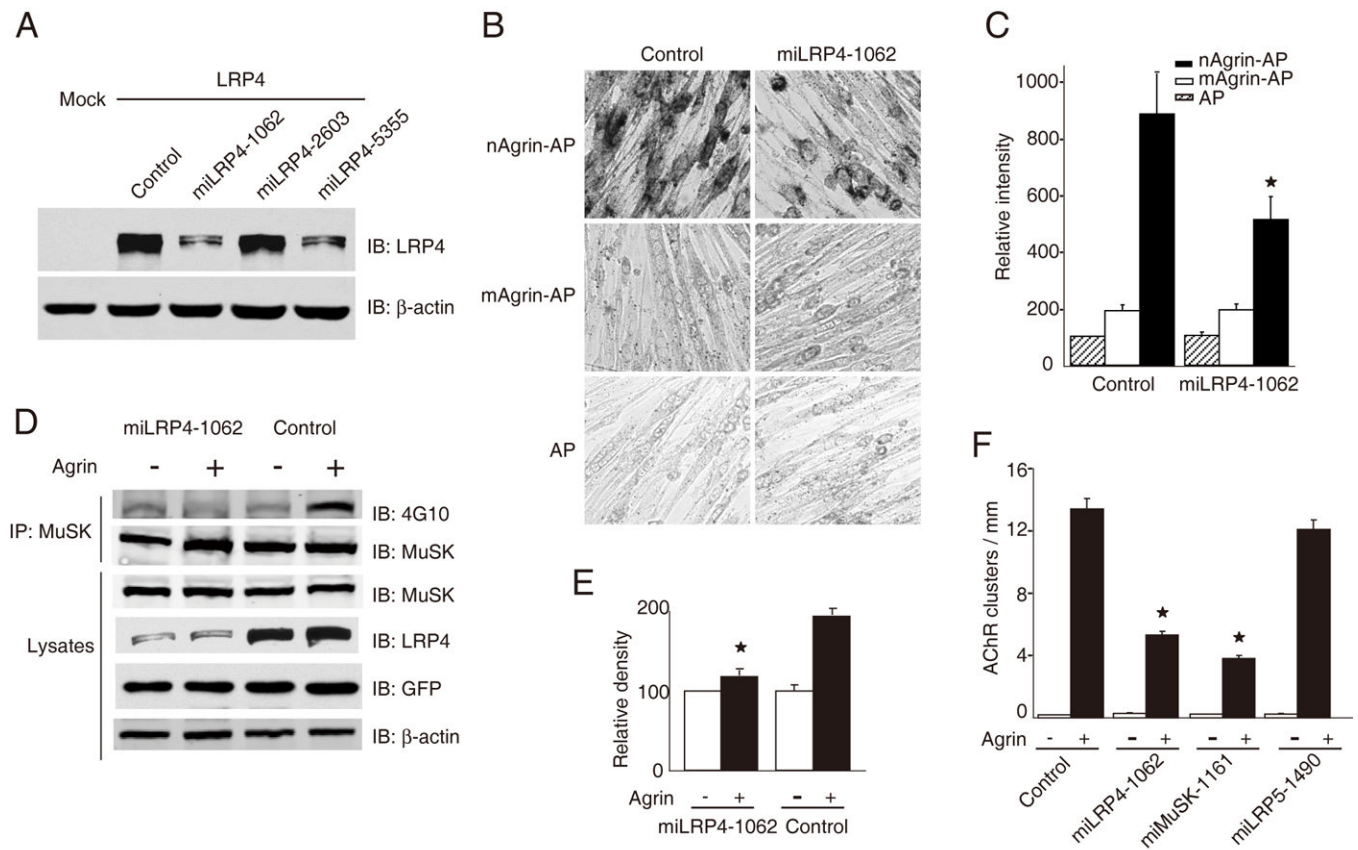 A
LRP4
Mock
Control
miLRP4-1062
miLRP4-2603
miLRP4-5355
IB: LRP4
IB: β-actin
B
Control miLRP4-1062
nAgrin-AP
mAgrin-AP
AP
C
nAgrin-AP
mAgrin-AP
AP
Relative intensity
1000
800
600
400
200
0
Control miLRP4-1062
D
miLRP4-1062 Control
Agrin - + - +
IP: MuSK
IB: 4G10
IB: MuSK
Lysates
IB: MuSK
IB: LRP4
IB: GFP
IB: β-actin
E
Relative density
200
100
0
Agrin - + - +
miLRP4-1062 Control
F
AChR clusters / mm
16
12
8
4
0
Agrin - + - + - + - +
Control
miLRP4-1062
miMuSK-1161
miLRP5-1490